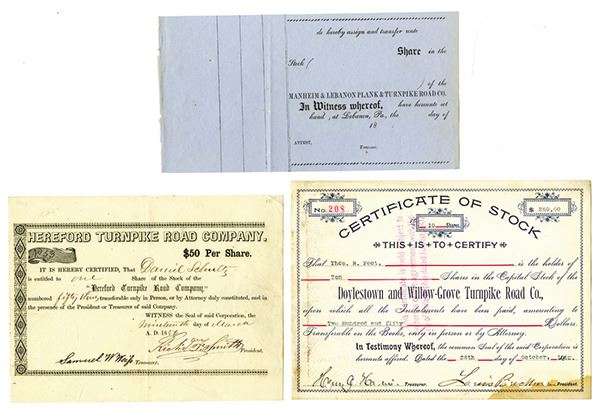 do hereby assign and transfer unto
Share in the
Stock (
) of the
MANHEIM & LEBANON PLANK & TURNPIKE ROAD CO.
In Witness whereof, have hereunto set
hand , at Lebanon, Pa., the day of
18
ATTEST,
HEREFORD TURNPIKE ROAD COMPANY.
$50 Per Share.
IT IS HEREBY CERTIFIED, That Daniel Schultz
is entitled to one Share of the Stock of the
"Hereford Turnpike Road Company"
numbered fifty three transferable only in Person, or by Attorney duly constituted, and in
the presence of the President or Treasurer of said Company.
WITNESS the Seal of said Corporation, the
nineteenth day of March
A. D. 18
President.
Treasurer.
CERTIFICATE OF STOCK
No. 208
10 Shares
$ 250.00
THIS IS TO CERTIFY
That Theo. R. is the holder of
Ten Shares in the Capital Stock of the
Doylestown and Willow-Grove Turnpike Road Co.,
upon which all the Instalments have been paid, amounting to
Two Hundred and fifty Dollars.
Transferable on the Books, only in person or by Attorney.
In Testimony Whereof, the common Seal of the said Corporation is
hereunto affixed. Dated the 26th day of October,
Treasurer.
President.